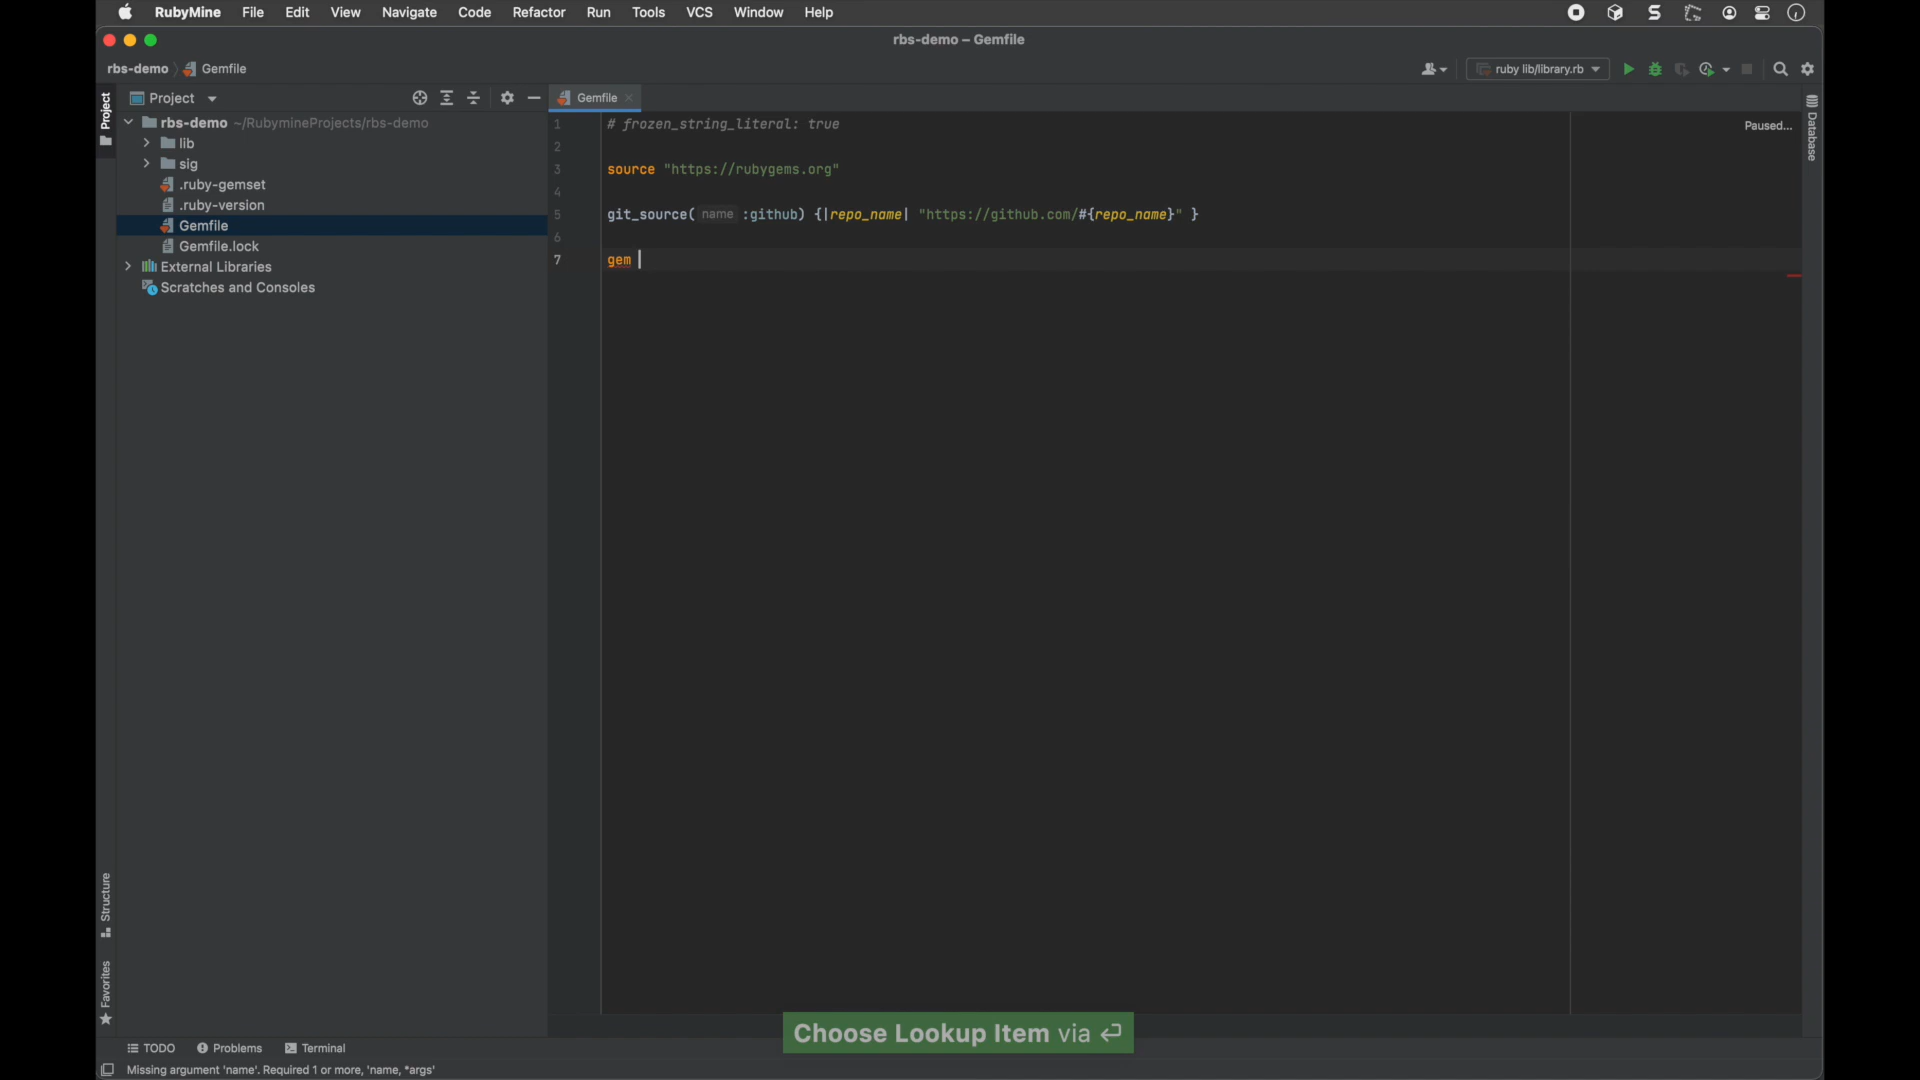 RubyMine File Edit View Navigate Code Refactor Run Tools VCS Window Help
rbs-demo – Gemfile
rbs-demo Gemfile
ruby lib/library.rb
Project
Project
Gemfile
rbs-demo ~/RubymineProjects/rbs-demo
lib
sig
.ruby-gemset
.ruby-version
Gemfile
Gemfile.lock
External Libraries
Scratches and Consoles
1 # frozen_string_literal: true
2
3 source "https://rubygems.org"
4
5 git_source( name :github) {|repo_name| "https://github.com/#{repo_name}" }
6
7 gem
Paused...
Database
Structure
Favorites
Choose Lookup Item via ⏎
TODO Problems Terminal
Missing argument 'name'. Required 1 or more, 'name, *args'